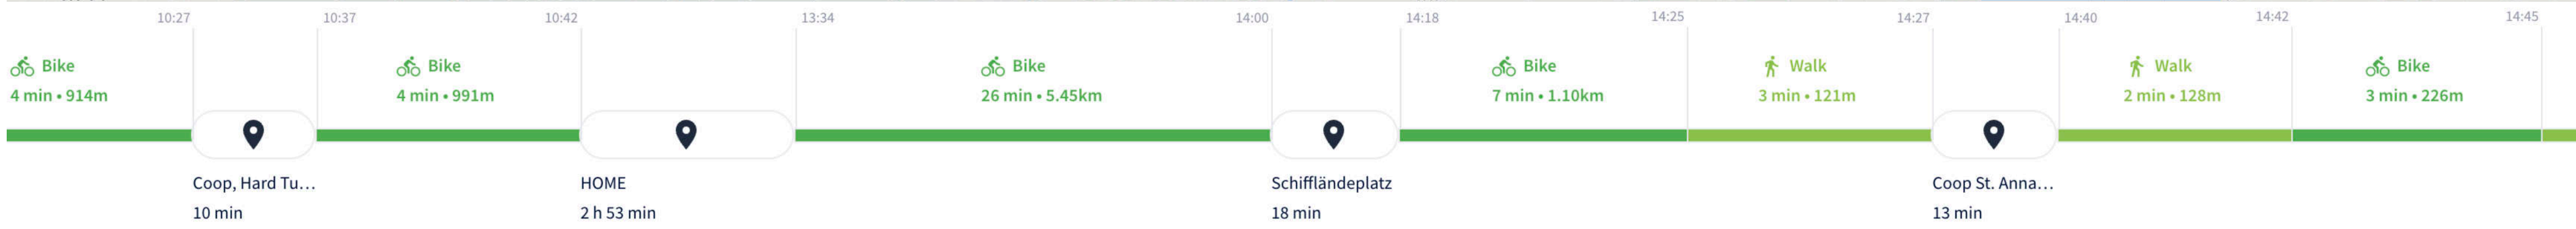 10:27 10:37 10:42 13:34 14:00 14:18 14:25 14:27 14:40 14:42 14:45
Bike Bike Bike Bike Walk Walk Bike
4 min • 914m 4 min • 991m 26 min • 5.45km 7 min • 1.10km 3 min • 121m 2 min • 128m 3 min • 226m
Coop, Hard Tu… HOME Schiffländeplatz Coop St. Anna…
10 min 2 h 53 min 18 min 13 min